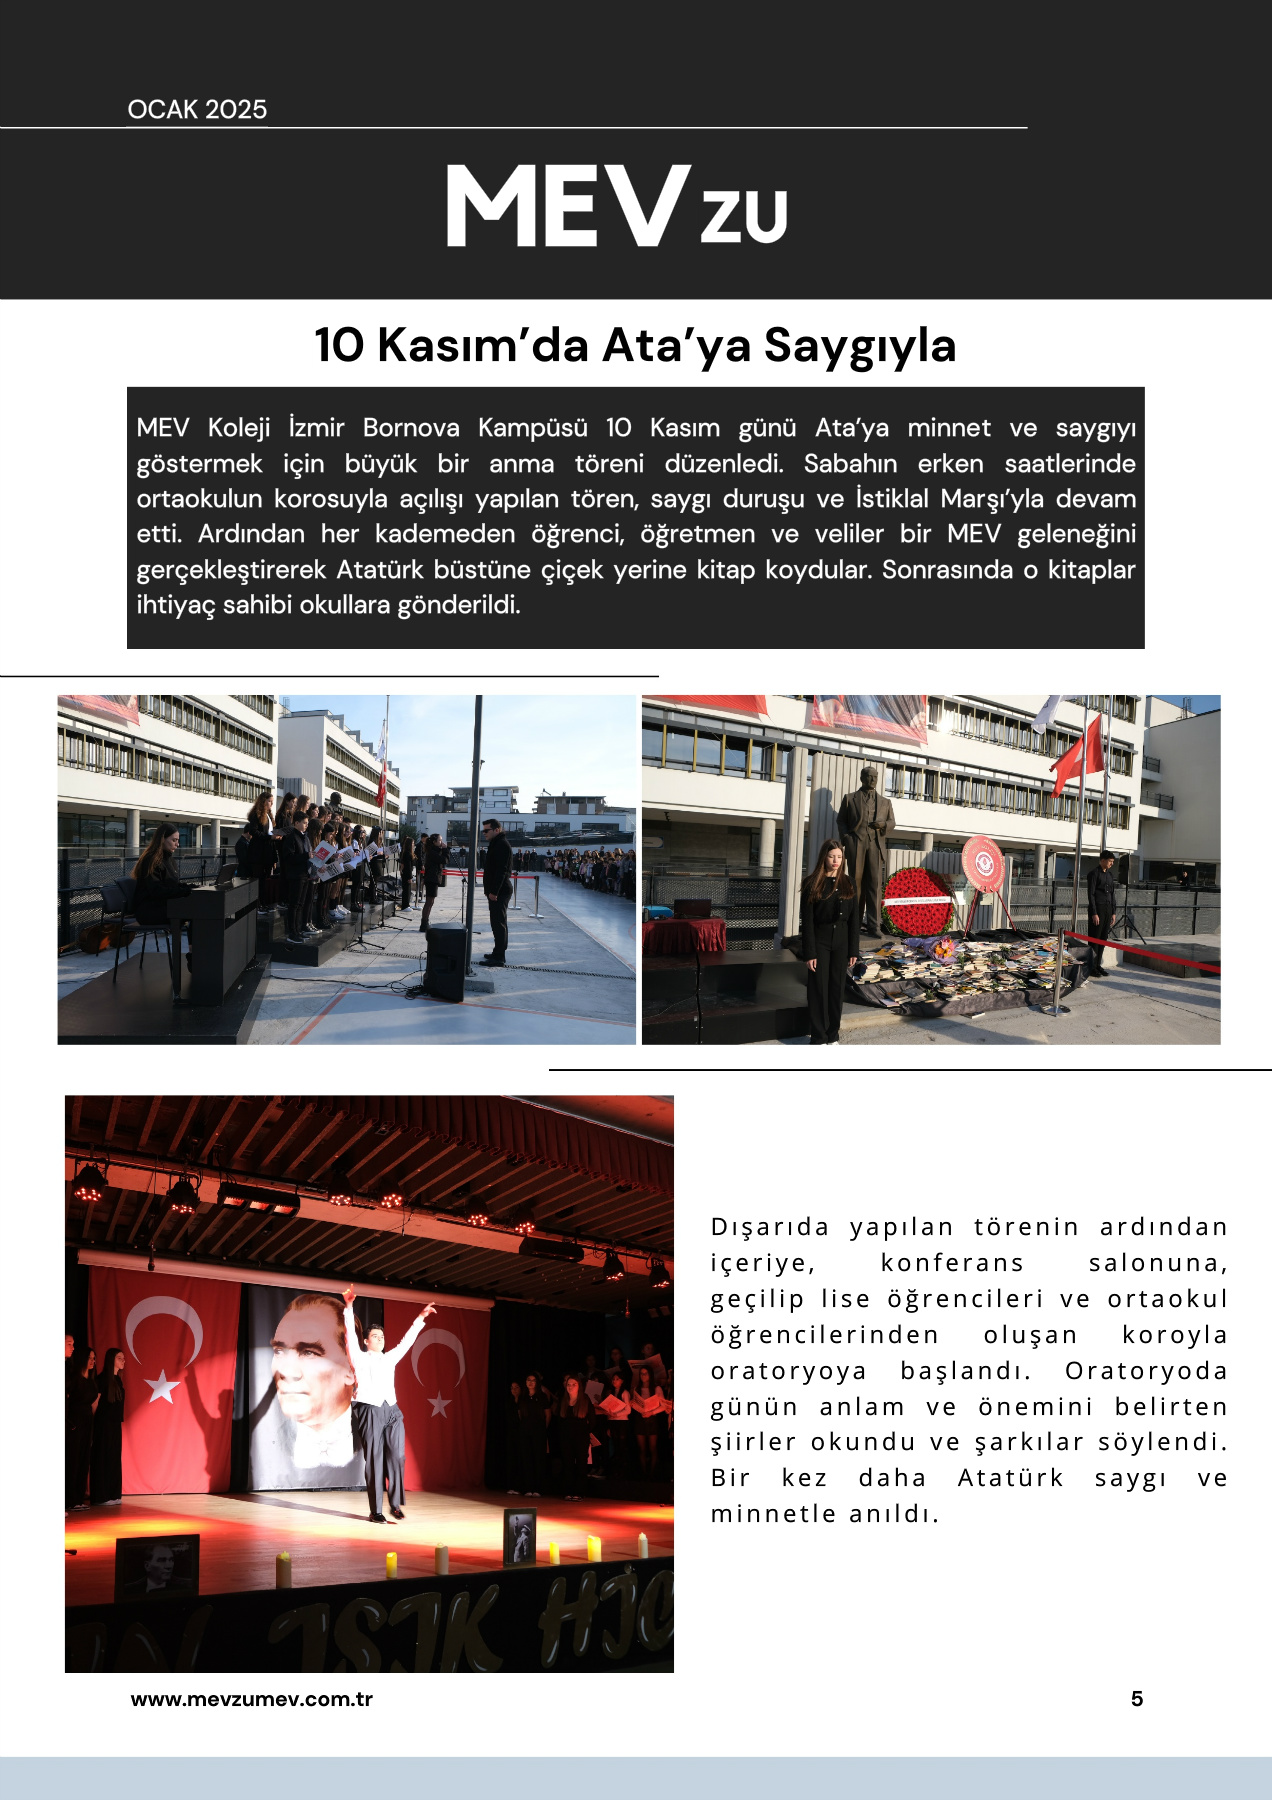 OCAK 2025
MEV zu
10 Kasım’da Ata’ya Saygıyla
MEV Koleji İzmir Bornova Kampüsü 10 Kasım günü Ata’ya minnet ve saygıyı
göstermek için büyük bir anma töreni düzenledi. Sabahın erken saatlerinde
ortaokulun korosuyla açılışı yapılan tören, saygı duruşu ve İstiklal Marşı’yla devam
etti. Ardından her kademeden öğrenci, öğretmen ve veliler bir MEV geleneğini
gerçekleştirerek Atatürk büstüne çiçek yerine kitap koydular. Sonrasında o kitaplar
ihtiyaç sahibi okullara gönderildi.
Dışarıda yapılan törenin ardından
içeriye, konferans salonuna,
geçilip lise öğrencileri ve ortaokul
öğrencilerinden oluşan koroyla
oratoryoya başlandı. Oratoryoda
günün anlam ve önemini belirten
şiirler okundu ve şarkılar söylendi.
Bir kez daha Atatürk saygı ve
minnetle anıldı.
www.mevzumev.com.tr
5